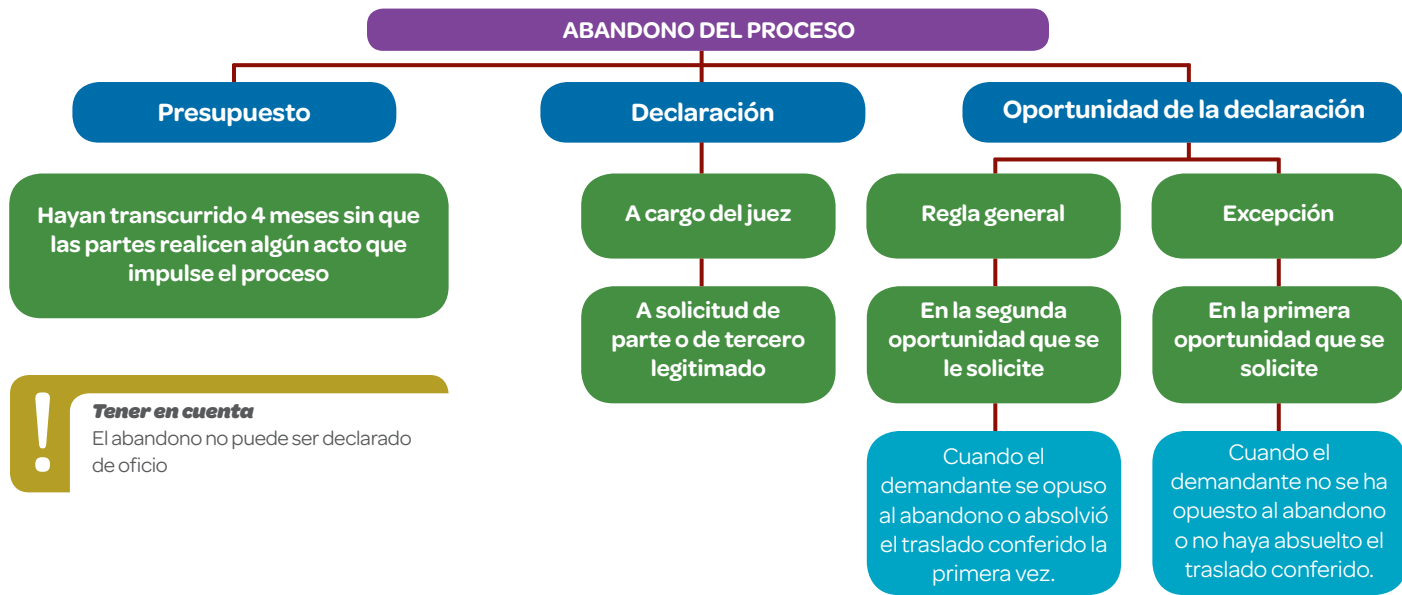 ABANDONO DEL PROCESO
Presupuesto
Hayan transcurrido 4 meses sin que
las partes realicen algún acto que
impulse el proceso
!
Tener en cuenta
El abandono no puede ser declarado
de oficio
Declaración
A cargo del juez
A solicitud de
parte o de tercero
legitimado
Oportunidad de la declaración
Regla general
En la segunda
oportunidad que se
le solicite
Cuando el
demandante se opuso
al abandono o absolvió
el traslado conferido la
primera vez.
Excepción
En la primera
oportunidad que se
solicite
Cuando el
demandante no se ha
opuesto al abandono
o no haya absuelto el
traslado conferido.